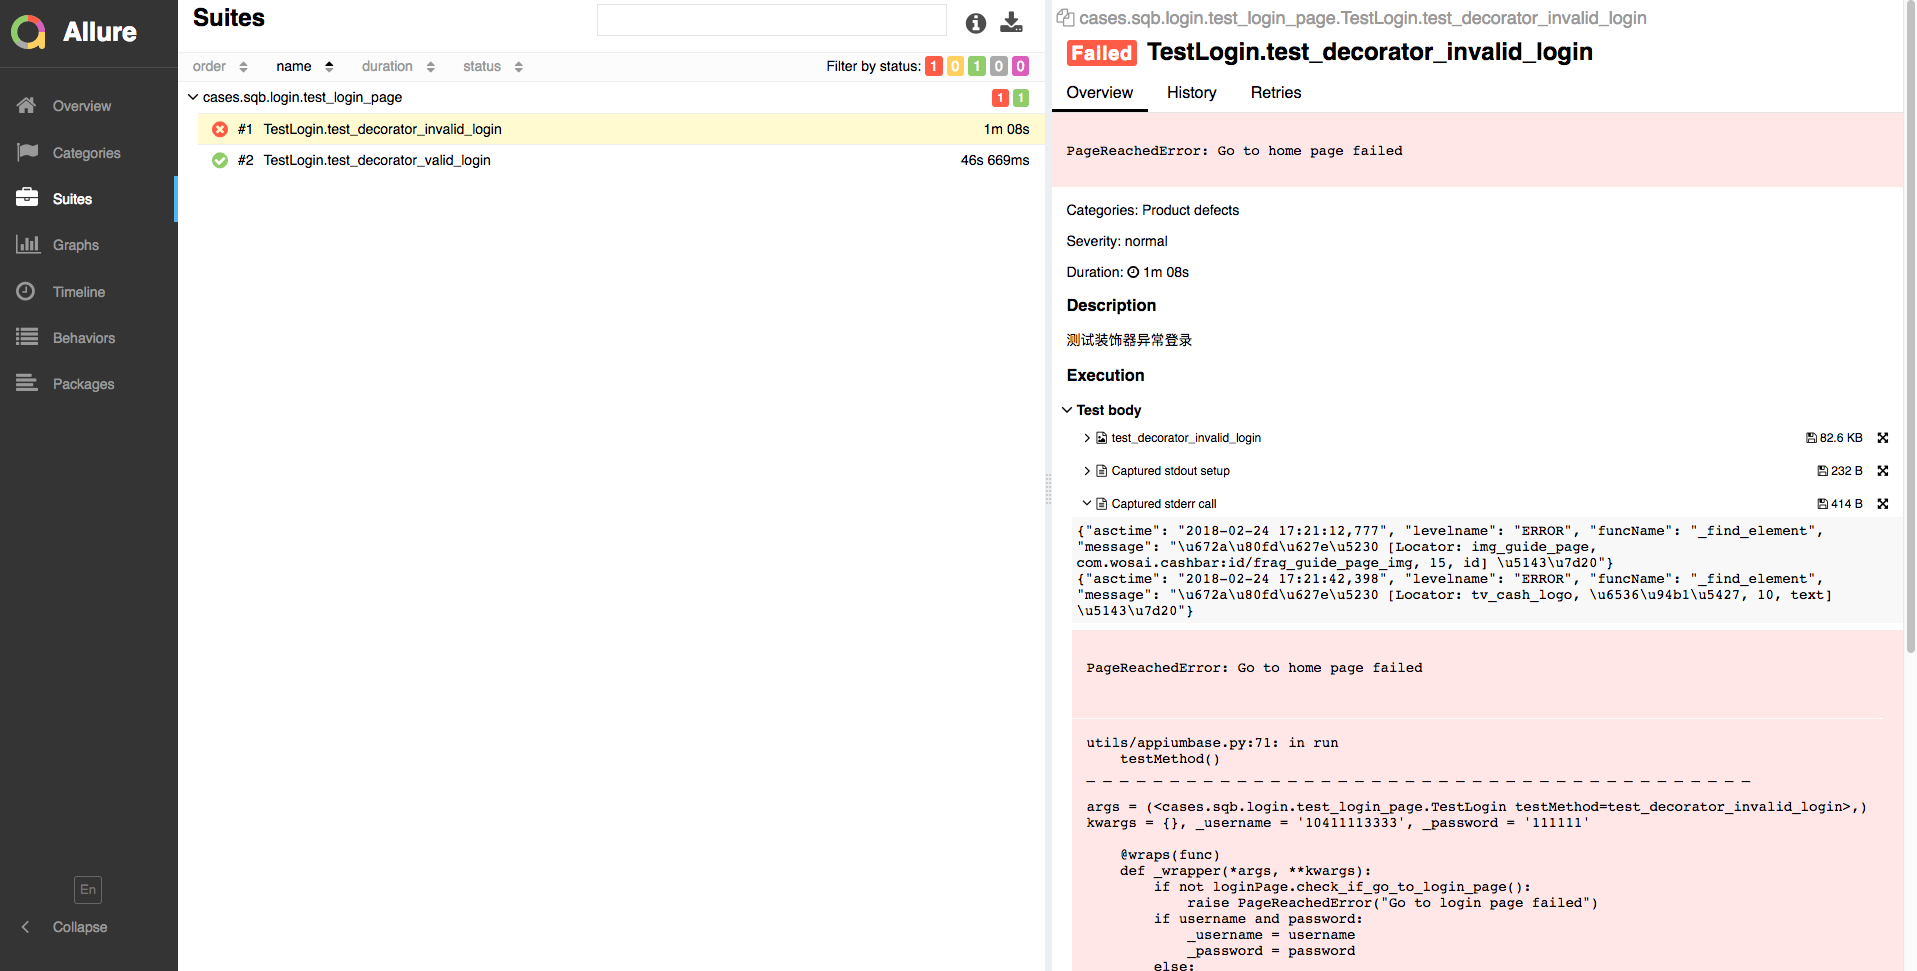 Allure
Overview
Categories
Suites
Graphs
Timeline
Behaviors
Packages
En
Collapse
Suites
order name duration status Filter by status: 1 0 1 0 0
cases.sqb.login.test_login_page 1 1
#1 TestLogin.test_decorator_invalid_login 1m 08s
#2 TestLogin.test_decorator_valid_login 46s 669ms
cases.sqb.login.test_login_page.TestLogin.test_decorator_invalid_login
Failed TestLogin.test_decorator_invalid_login
Overview History Retries
PageReachedError: Go to home page failed
Categories: Product defects
Severity: normal
Duration: 1m 08s
Description
测试装饰器异常登录
Execution
Test body
test_decorator_invalid_login 82.6 KB
Captured stdout setup 232 B
Captured stderr call 414 B
{"asctime": "2018-02-24 17:21:12,777", "levelname": "ERROR", "funcName": "_find_element",
"message": "\u672a\u80fd\u627e\u5230 [Locator: img_guide_page,
com.wosai.cashbar:id/frag_guide_page_img, 15, id] \u5143\u7d20"}
{"asctime": "2018-02-24 17:21:42,398", "levelname": "ERROR", "funcName": "_find_element",
"message": "\u672a\u80fd\u627e\u5230 [Locator: tv_cash_logo, \u6536\u94b1\u5427, 10, text]
\u5143\u7d20"}
PageReachedError: Go to home page failed
utils/appiumbase.py:71: in run
testMethod()
_ _ _ _ _ _ _ _ _ _ _ _ _ _ _ _ _ _ _ _ _ _ _ _ _ _ _ _ _ _ _ _ _ _ _ _ _ _ _ _
args = (<cases.sqb.login.test_login_page.TestLogin testMethod=test_decorator_invalid_login>,)
kwargs = {}, _username = '10411113333', _password = '111111'
@wraps(func)
def _wrapper(*args, **kwargs):
if not loginPage.check_if_go_to_login_page():
raise PageReachedError("Go to login page failed")
if username and password:
_username = username
_password = password
else: